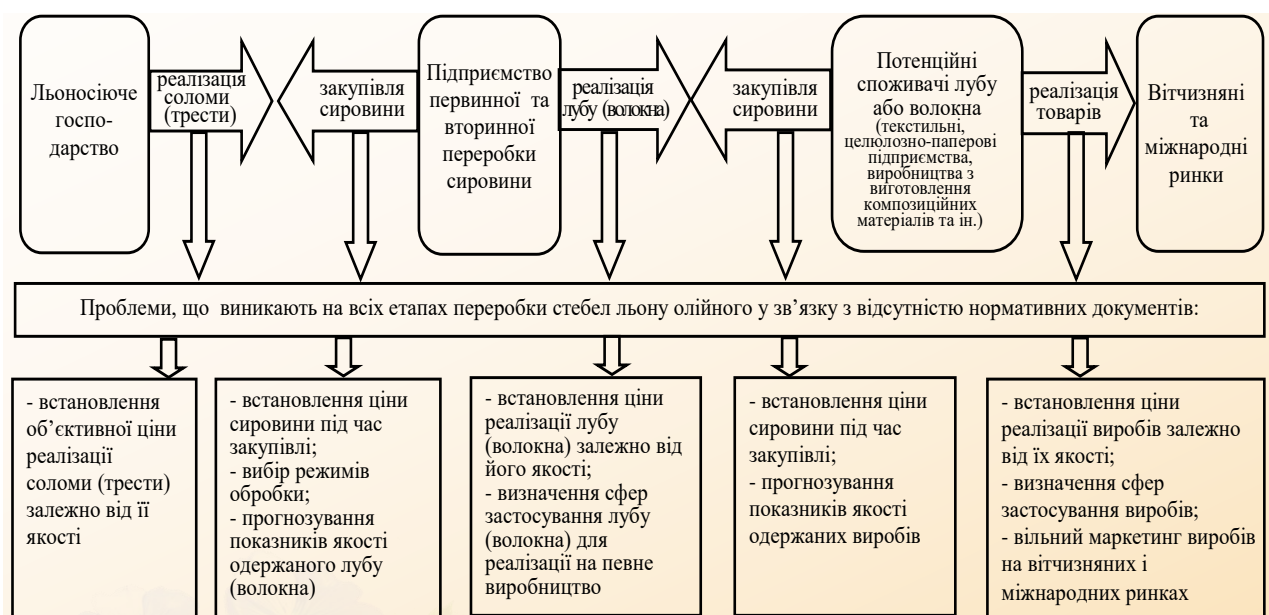 Льоносіюче
госпо-
дарство
реалізація
соломи
(трести)
закупівля
сировини
Підприємство
первинної та
вторинної
переробки
сировини
реалізація
лубу (волокна)
закупівля
сировини
Потенційні
споживачі лубу
або волокна
(текстильні,
целюлозно-паперові
підприємства,
виробництва з
виготовлення
композиційних
матеріалів та ін.)
реалізація
товарів
Вітчизняні
та
міжнародні
ринки
Проблеми, що виникають на всіх етапах переробки стебел льону олійного у зв’язку з відсутністю нормативних документів:
- встановлення
об’єктивної ціни
реалізації
соломи (трести)
залежно від її
якості
- встановлення ціни
сировини під час
закупівлі;
- вибір режимів
обробки;
- прогнозування
показників якості
одержаного лубу
(волокна)
- встановлення ціни
реалізації лубу
(волокна) залежно від
його якості;
- визначення сфер
застосування лубу
(волокна) для
реалізації на певне
виробництво
- встановлення ціни
сировини під час
закупівлі;
- прогнозування
показників якості
одержаних виробів
- встановлення ціни
реалізації виробів залежно
від їх якості;
- визначення сфер
застосування виробів;
- вільний маркетинг виробів
на вітчизняних і
міжнародних ринках